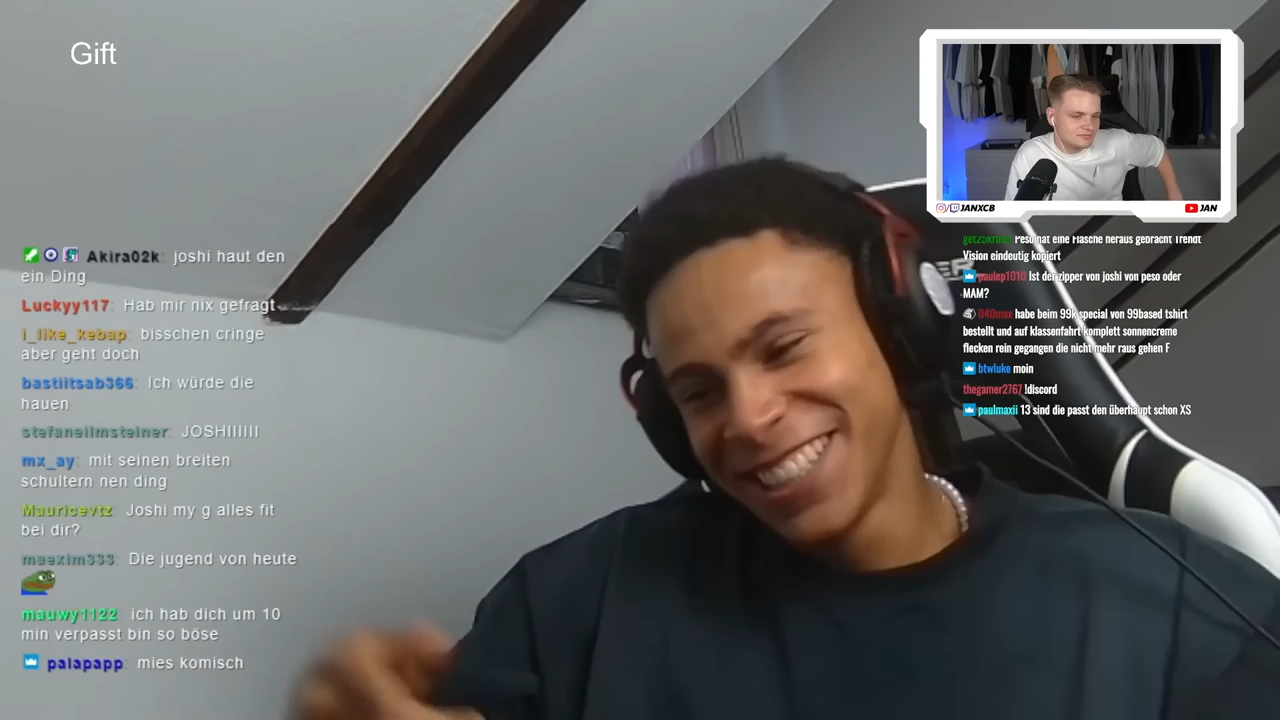 Gift
Akira02k: joshi haut den
ein Ding
Luckyy117: Hab mir nix gefragt
i_like_kebap: bisschen cringe
aber geht doch
bastiitsab366: Ich würde die
hauen
stefaneilmsteiner: JOSHIIIIII
mx_ay: mit seinen breiten
schultern nen ding
Mauricevtz: Joshi my g alles fit
bei dir?
maexim333: Die jugend von heute
mauwy1122: ich hab dich um 10
min verpasst bin so böse
palapapp: mies komisch
/JANXCB
JAN
Peso hat eine Flasche heraus gebracht Trendt
Vision eindeutig kopiert
paulep1010 Ist der zipper von joshi von peso oder
MAM?
040max habe beim 99k special von 99based tshirt
bestellt und auf klassenfahrt komplett sonnencreme
flecken rein gegangen die nicht mehr raus gehen F
btwluke moin
thegamer2767 !discord
paulmaxii 13 sind die passt den überhaupt schon XS